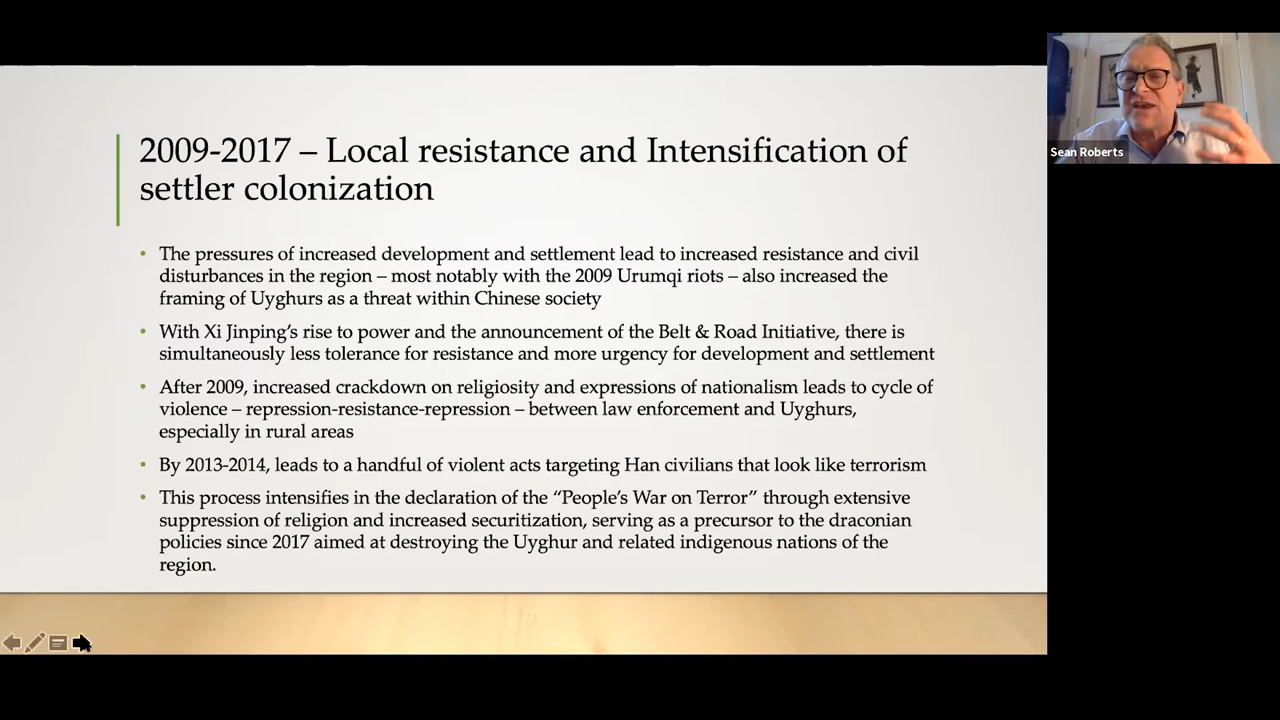 2009-2017 – Local resistance and Intensification of
settler colonization
• The pressures of increased development and settlement lead to increased resistance and civil
disturbances in the region – most notably with the 2009 Urumqi riots – also increased the
framing of Uyghurs as a threat within Chinese society
• With Xi Jinping’s rise to power and the announcement of the Belt & Road Initiative, there is
simultaneously less tolerance for resistance and more urgency for development and settlement
• After 2009, increased crackdown on religiosity and expressions of nationalism leads to cycle of
violence – repression-resistance-repression – between law enforcement and Uyghurs,
especially in rural areas
• By 2013-2014, leads to a handful of violent acts targeting Han civilians that look like terrorism
• This process intensifies in the declaration of the “People’s War on Terror” through extensive
suppression of religion and increased securitization, serving as a precursor to the draconian
policies since 2017 aimed at destroying the Uyghur and related indigenous nations of the
region.
Sean Roberts